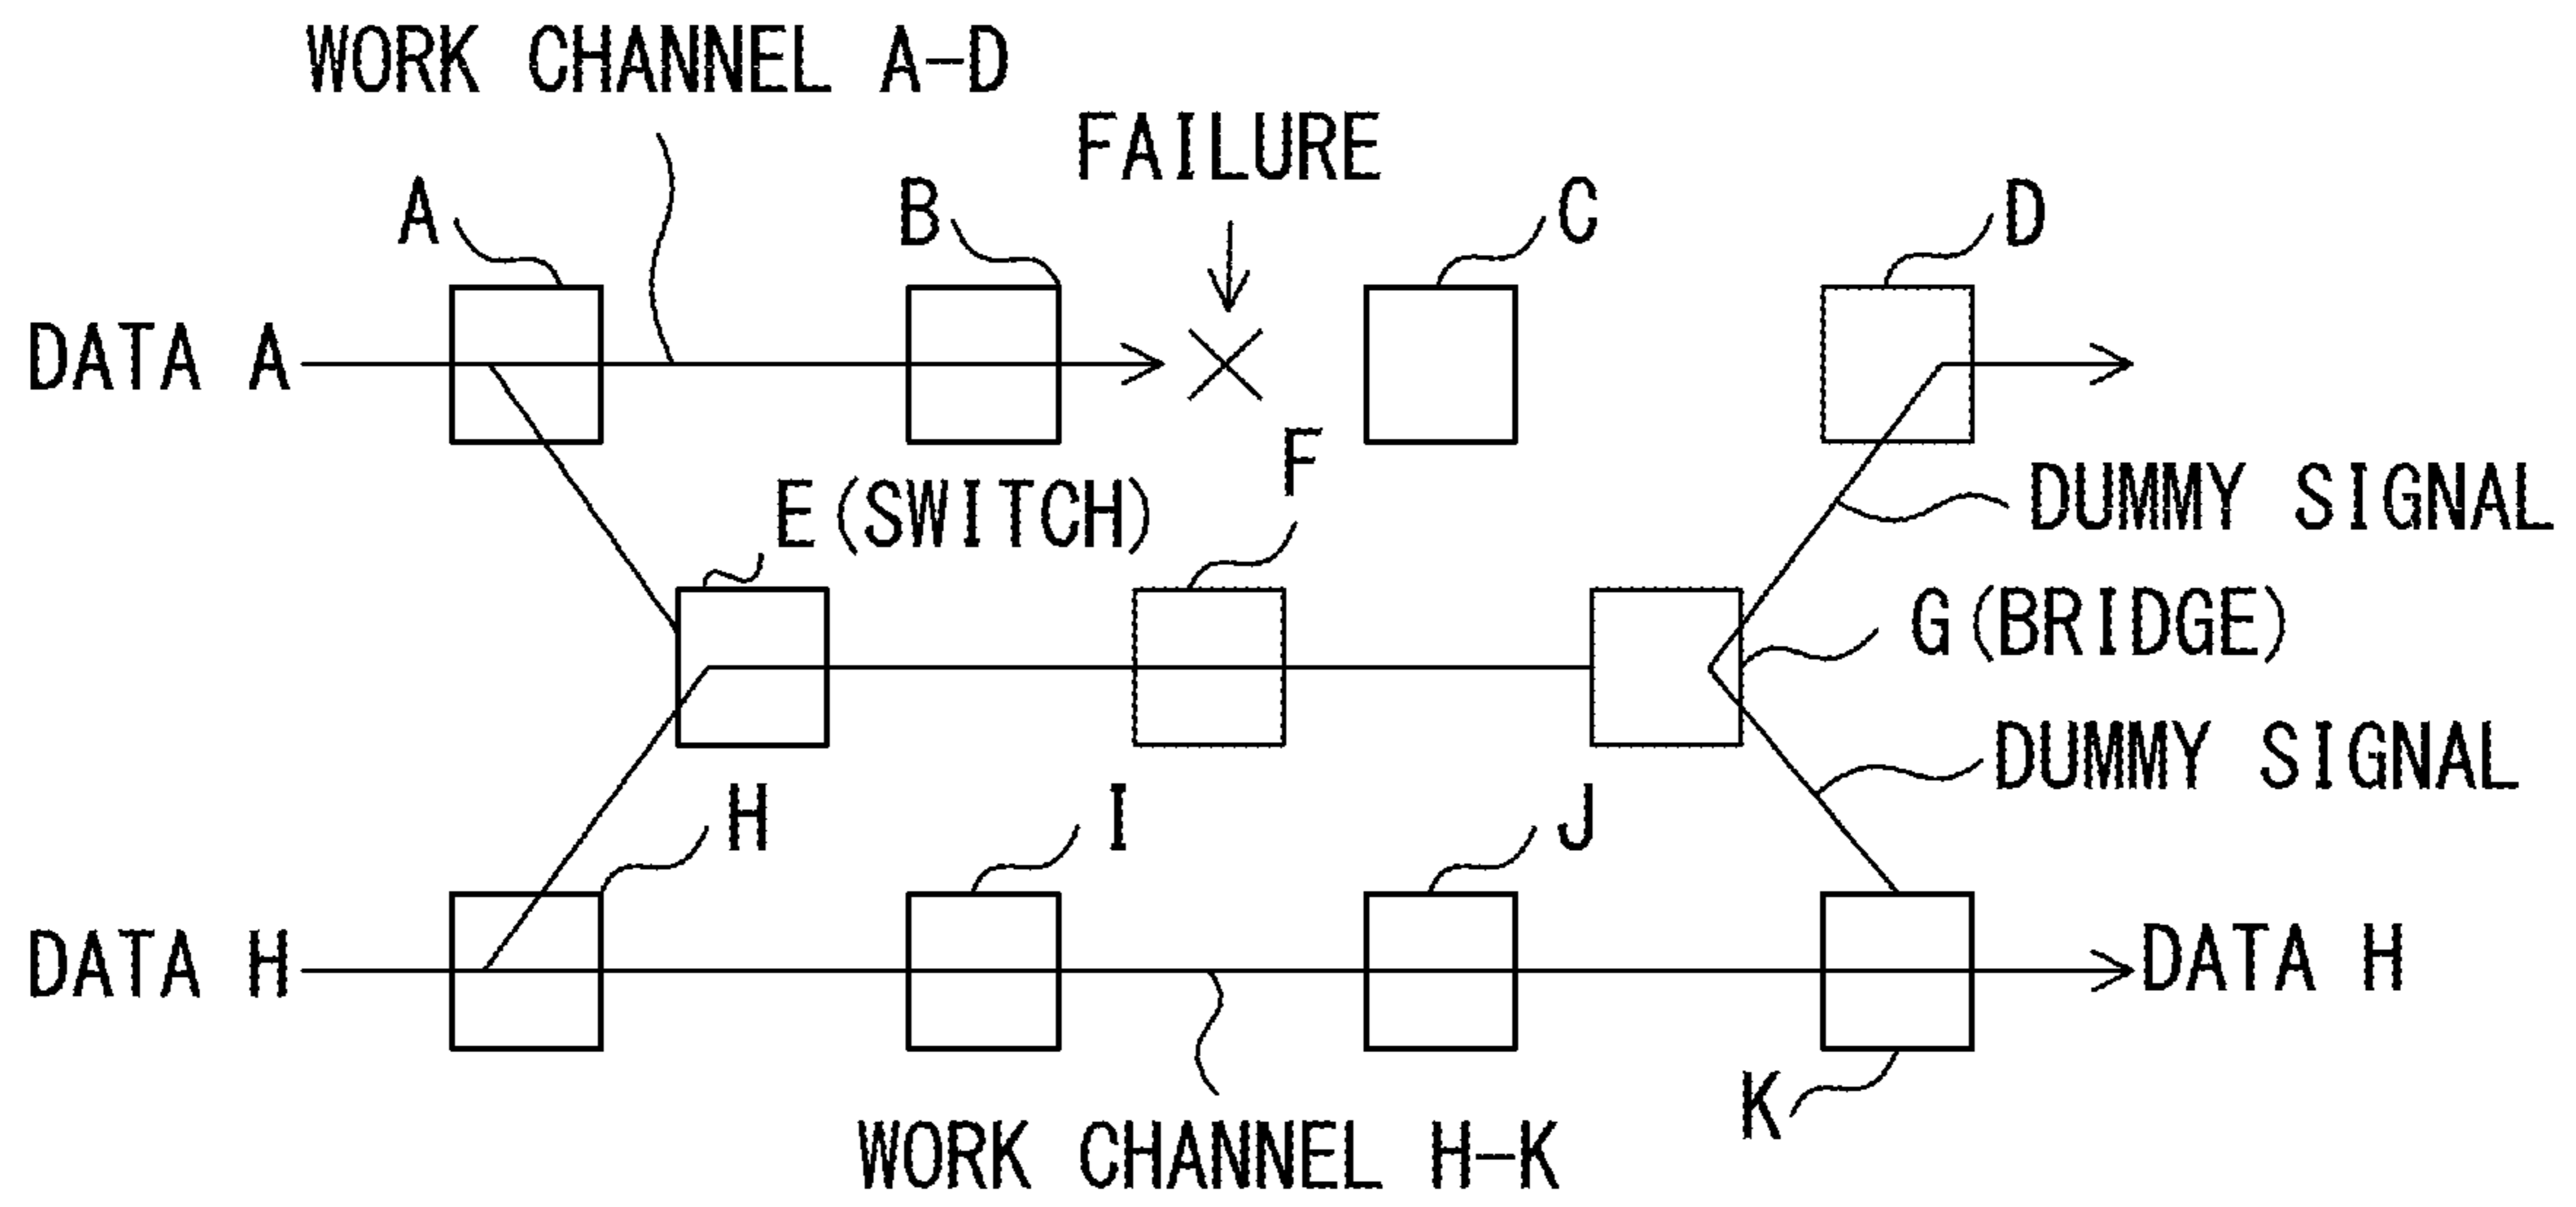 WORK CHANNEL A-D
FAILURE
A
B
C
D
DATA A
E(SWITCH)
F
DUMMY SIGNAL
G(BRIDGE)
DUMMY SIGNAL
H
I
J
DATA H
DATA H
K
WORK CHANNEL H-K